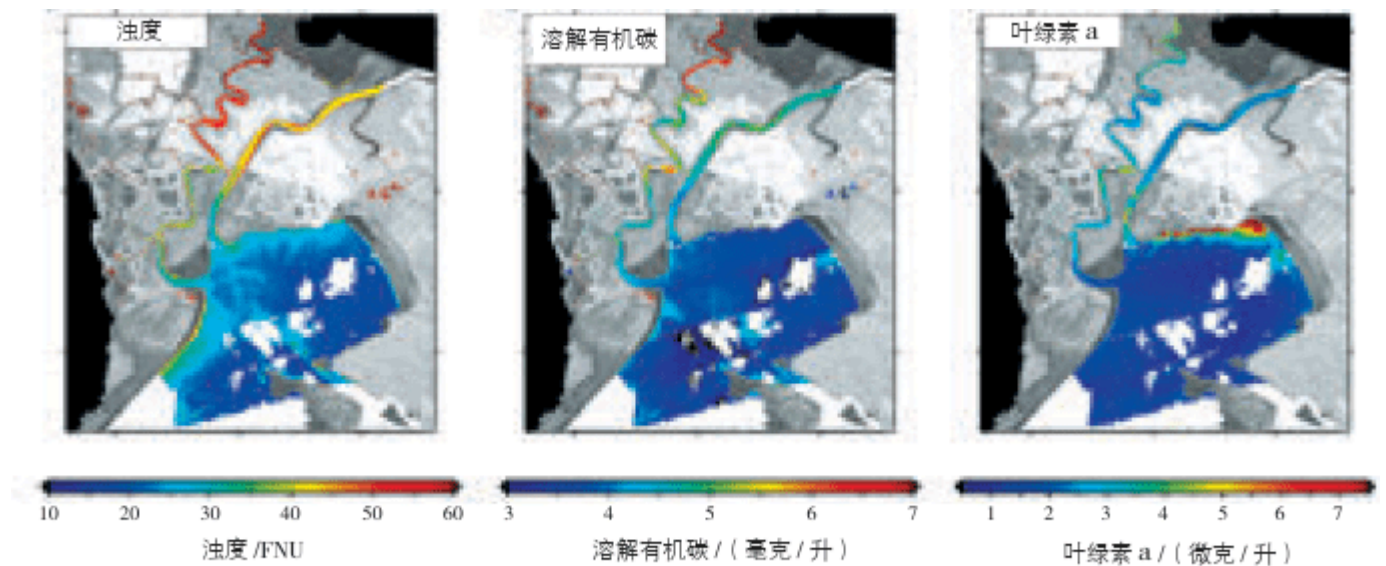 浊度
溶解有机碳
叶绿素 a
10 20 30 40 50 60
3 4 5 6 7
1 2 3 4 5 6 7
浊度 /FNU
溶解有机碳 /（毫克 / 升）
叶绿素 a /（微克 / 升）